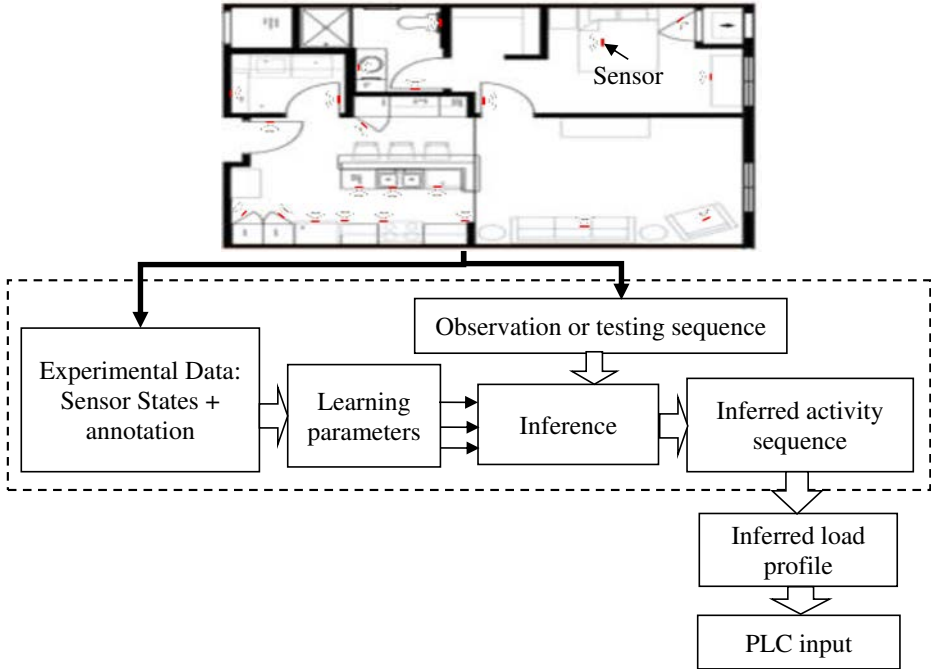 Sensor
Observation or testing sequence
Experimental Data:
Sensor States +
annotation
Learning
parameters
Inference
Inferred activity
sequence
Inferred load
profile
PLC input